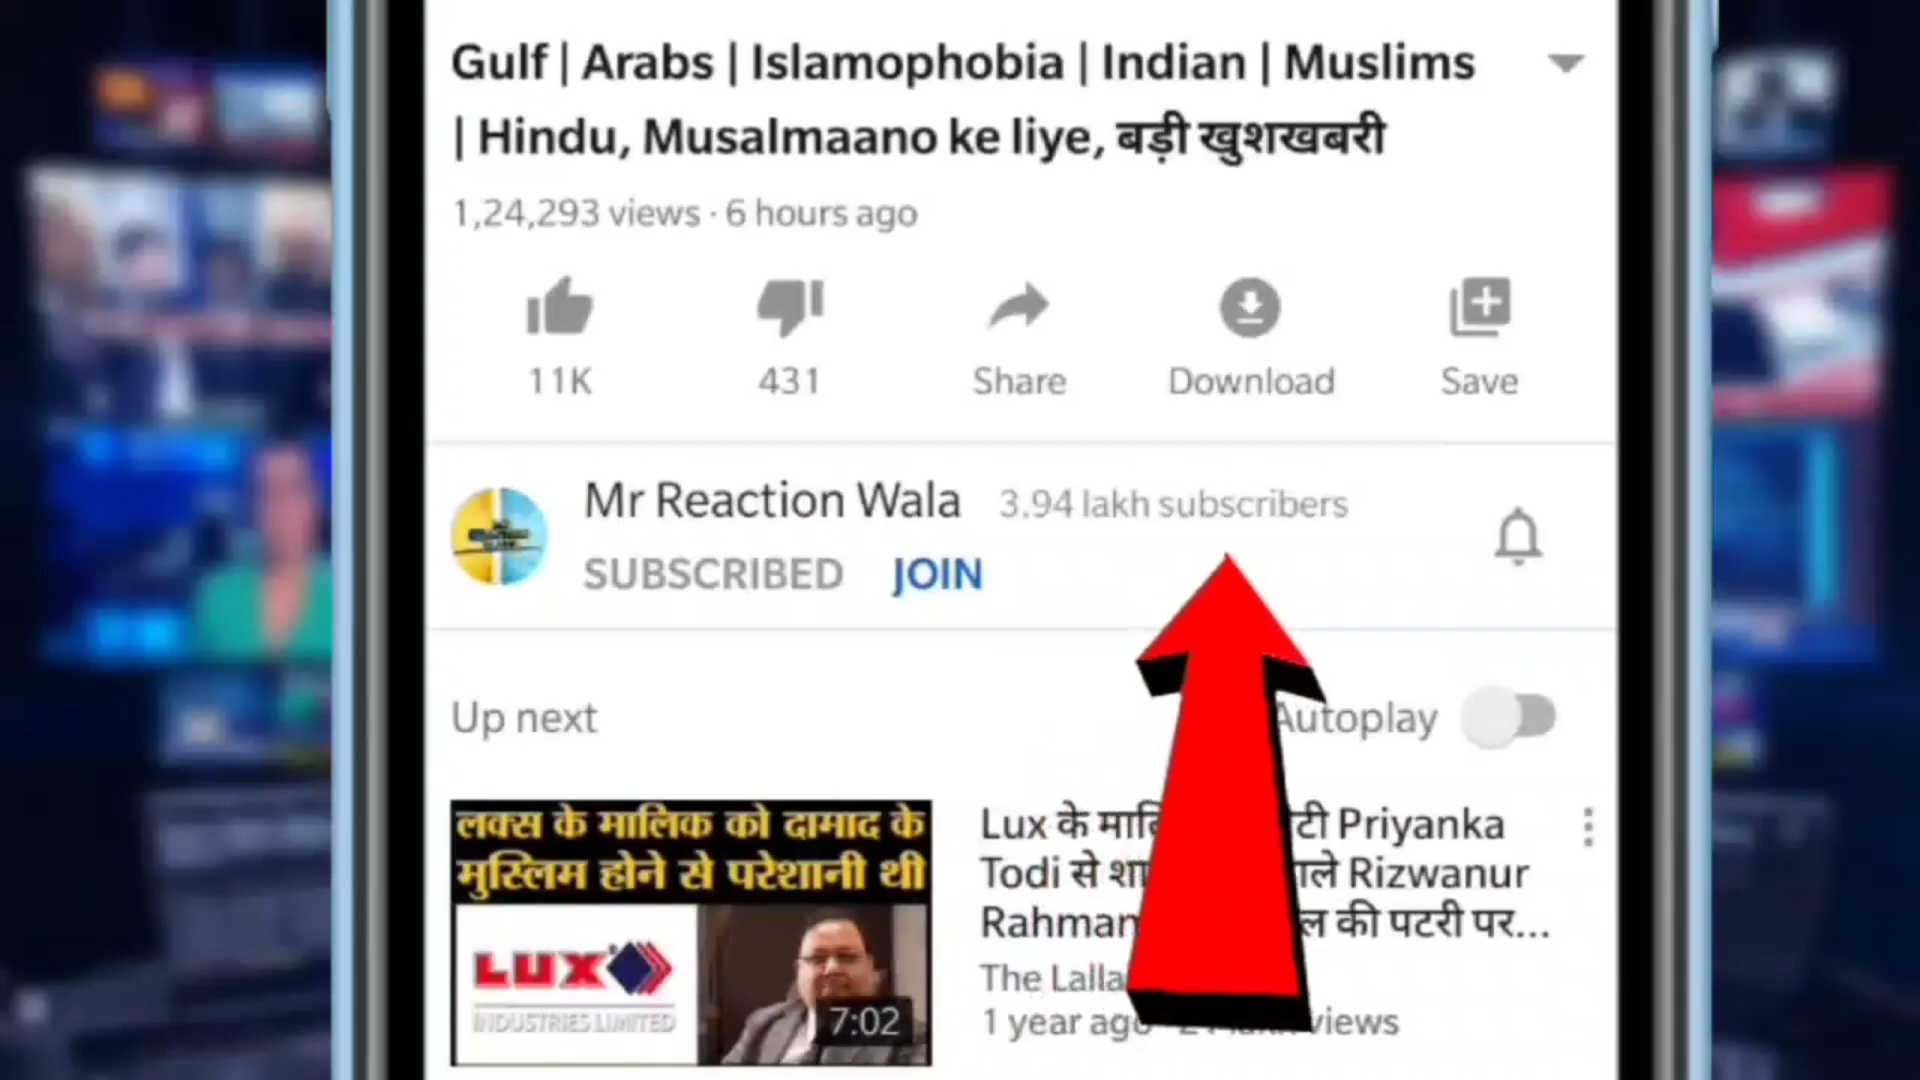 Gulf | Arabs | Islamophobia | Indian | Muslims
| Hindu, Musalmaano ke liye, बड़ी खुशखबरी
1,24,293 views · 6 hours ago
11K 431 Share Download Save
Mr Reaction Wala 3.94 lakh subscribers
SUBSCRIBED JOIN
Up next Autoplay
लक्स के मालिक को दामाद के
मुस्लिम होने से परेशानी थी
LUX
INDUSTRIES LIMITED
7:02
Lux के Priyanka
Todi से Rizwanur
Rahman की पटरी पर...
The
1 year ago views